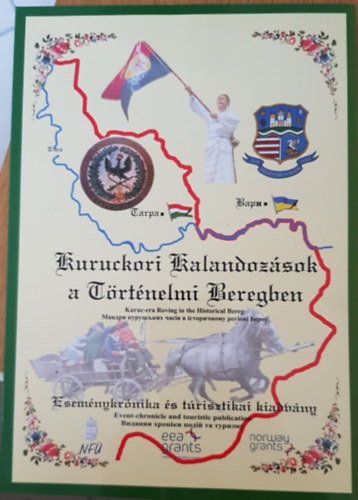 Tisza
Tarpa
Вари
Kuruckori Kalandozások
a Történelmi Beregben
Kuruc-era Roving in the Historical Bereg
Мандри куруцьких часів в історичному регіоні Берег
Eseménykrónika és turisztikai kiadvány
Event-chronicle and touristic publication
Видання хроніки подій та туризму
NFÜ
eea grants
norway grants